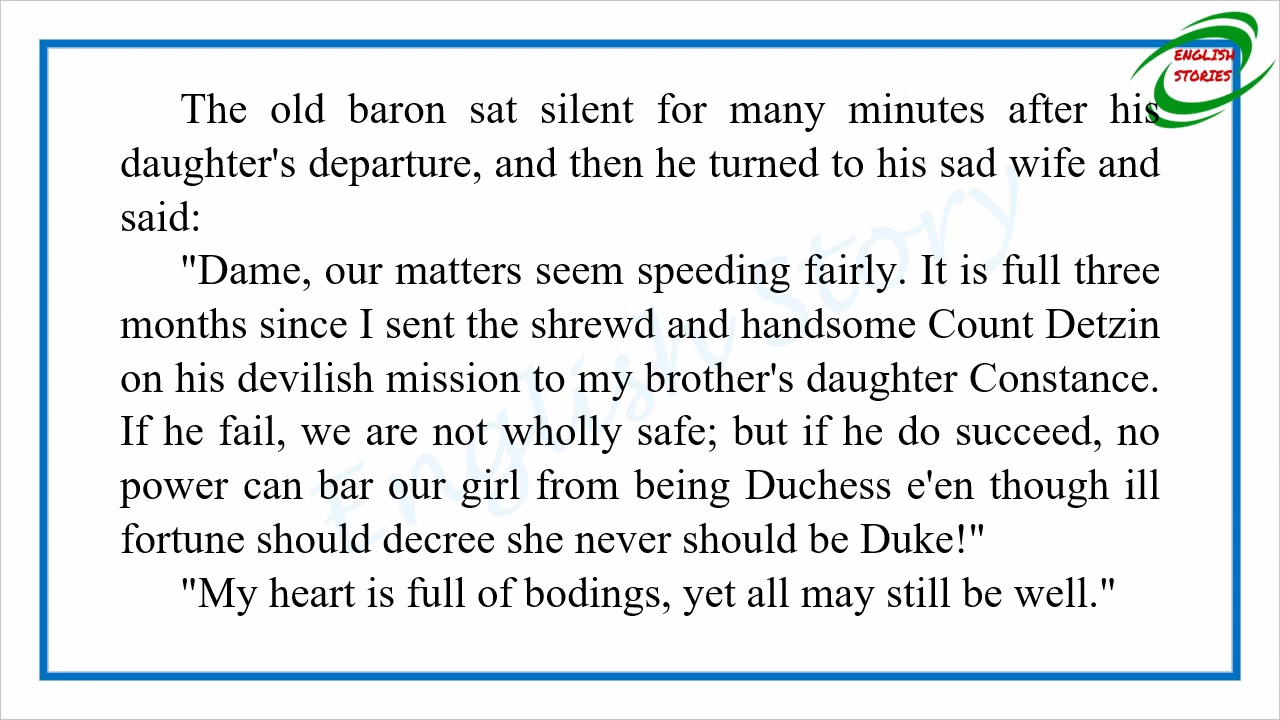 ENGLISH
STORIES
The old baron sat silent for many minutes after his
daughter's departure, and then he turned to his sad wife and
said:
"Dame, our matters seem speeding fairly. It is full three
months since I sent the shrewd and handsome Count Detzin
on his devilish mission to my brother's daughter Constance.
If he fail, we are not wholly safe; but if he do succeed, no
power can bar our girl from being Duchess e'en though ill
fortune should decree she never should be Duke!"
"My heart is full of bodings, yet all may still be well."
English Story